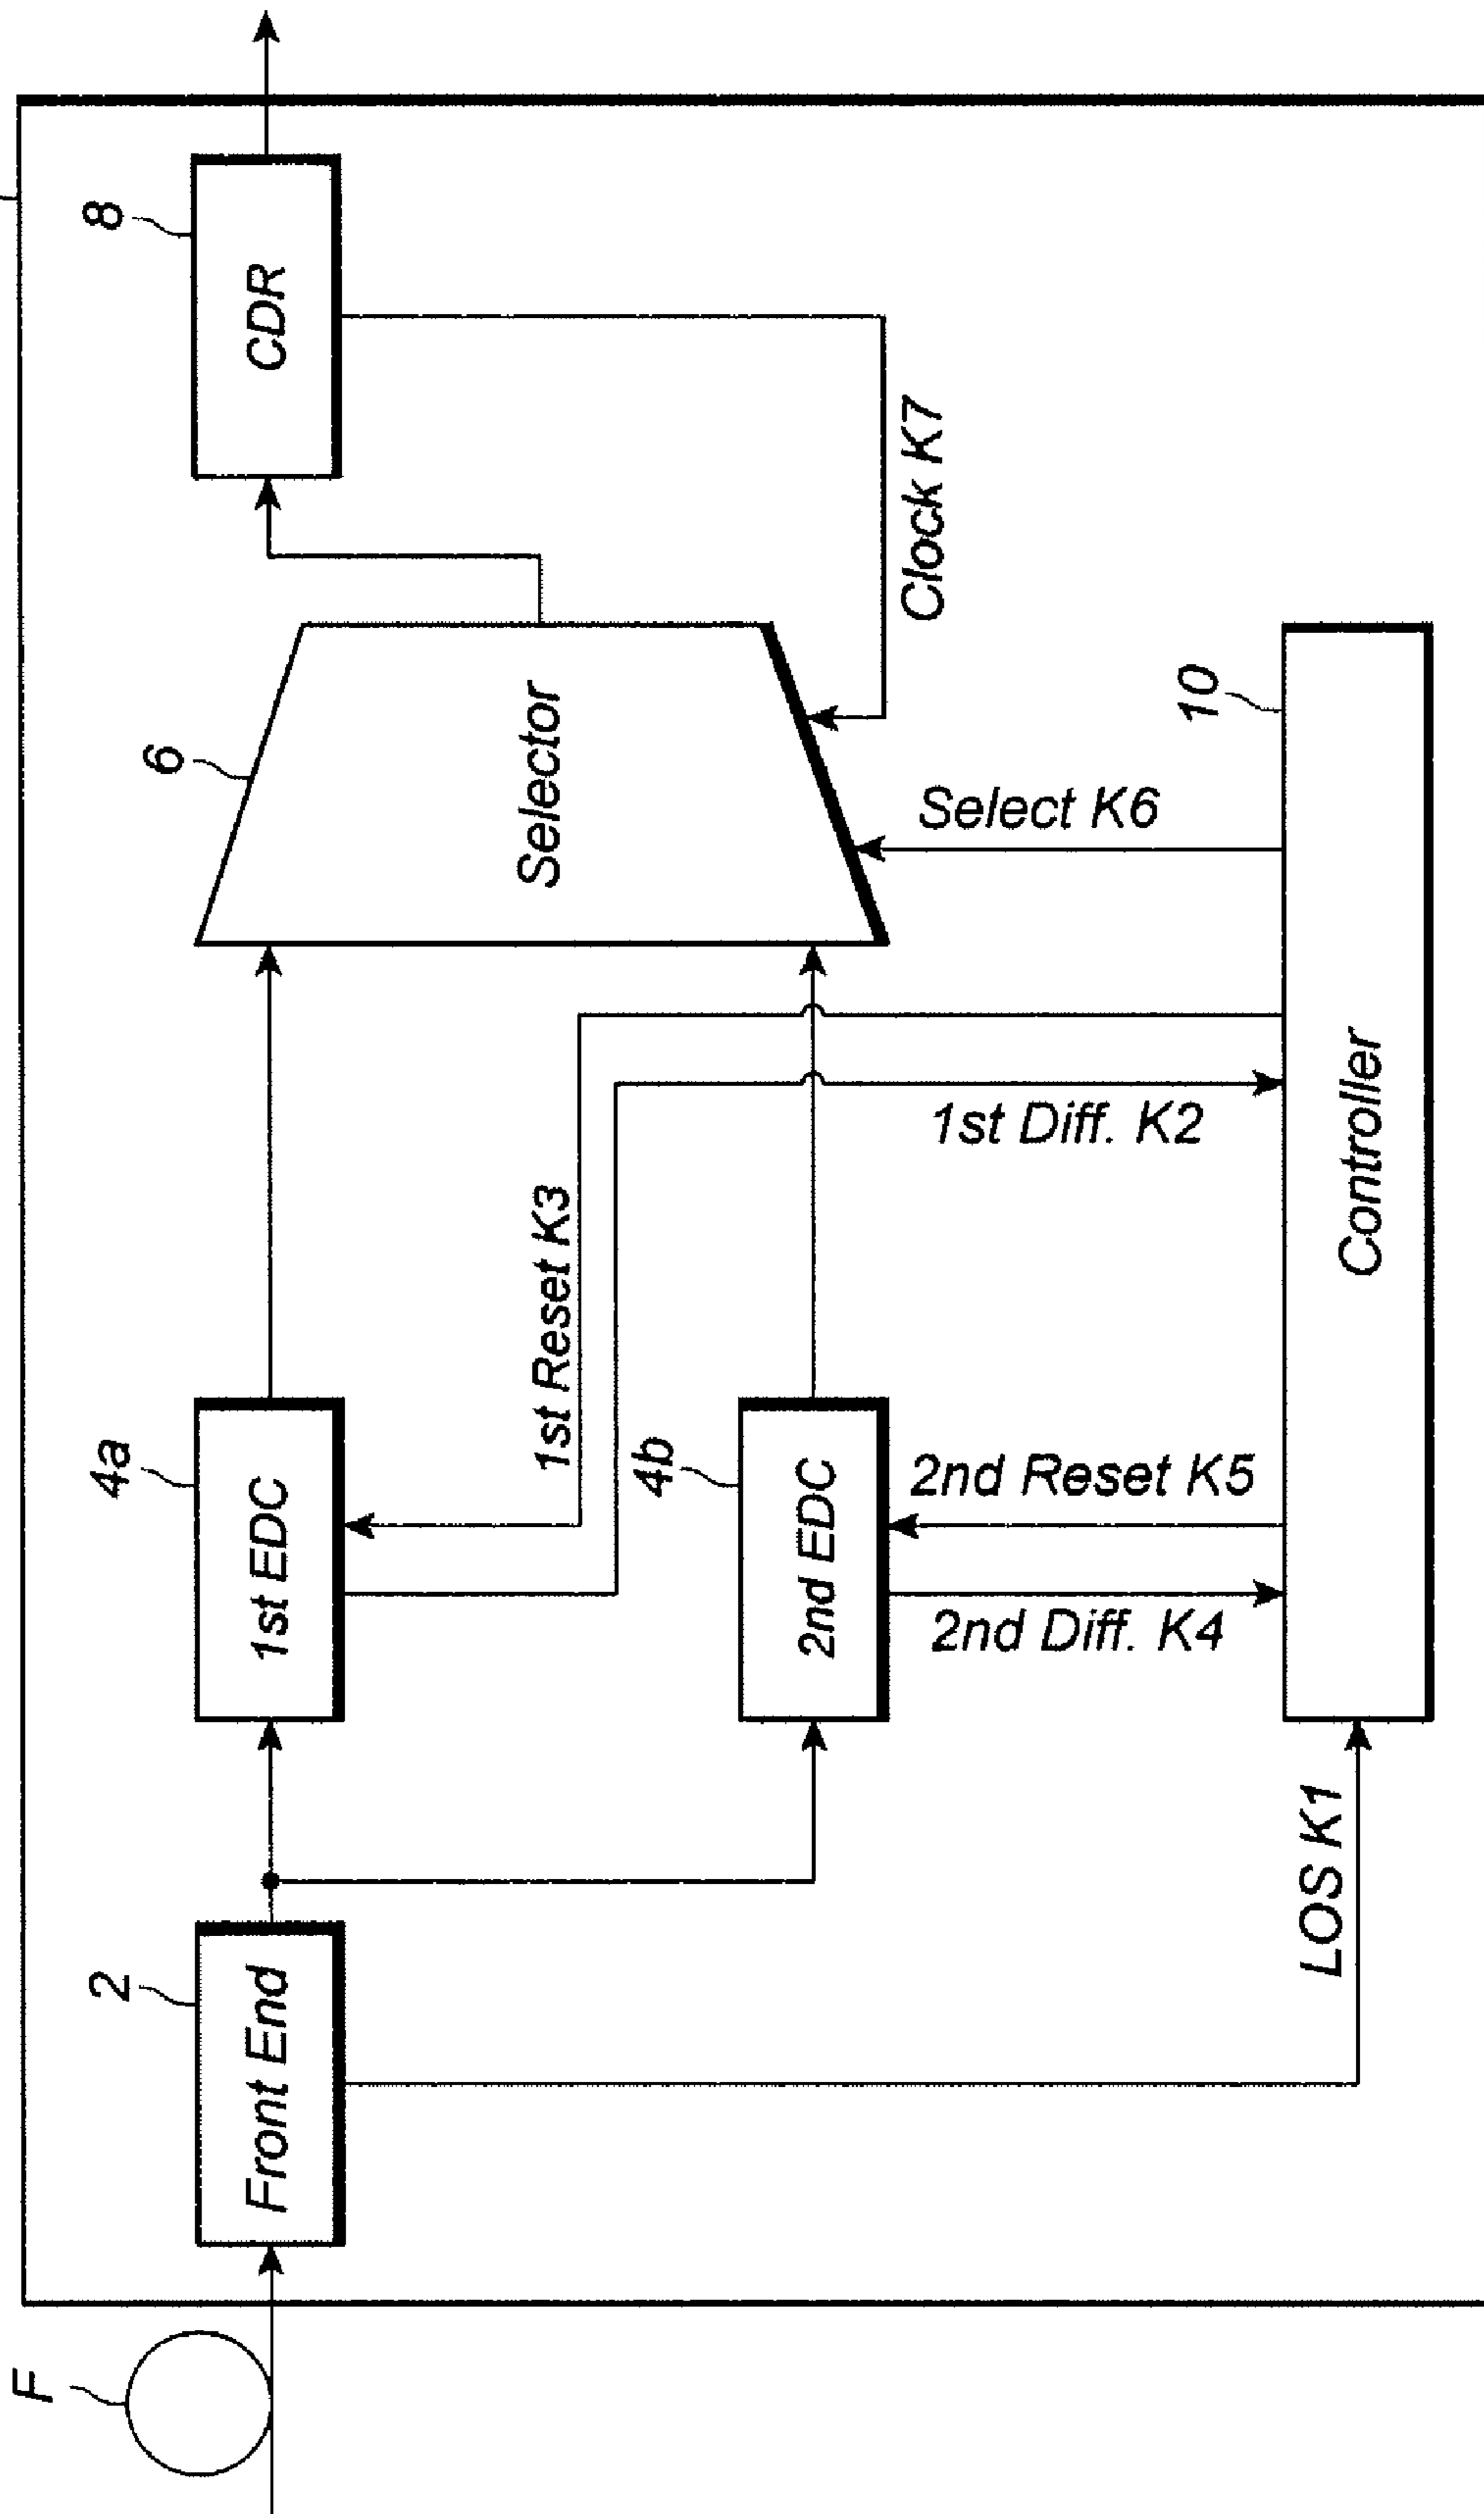 F
2
Front End
LOS K1
4a
1st EDC
4b
2nd EDC
1st Reset K3
1st Diff. K2
2nd Reset K5
2nd Diff. K4
6
Selector
Select K6
Clock K7
8
CDR
10
Controller